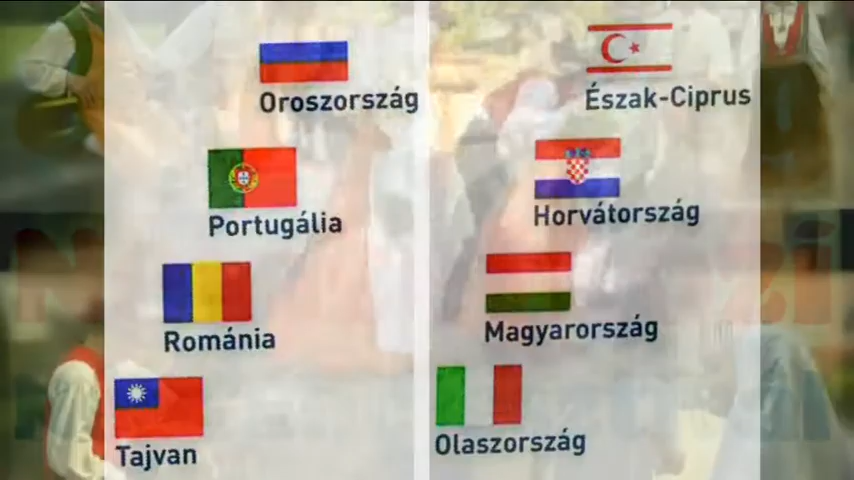 Oroszország
Portugália
Románia
Tajvan
Észak-Ciprus
Horvátország
Magyarország
Olaszország